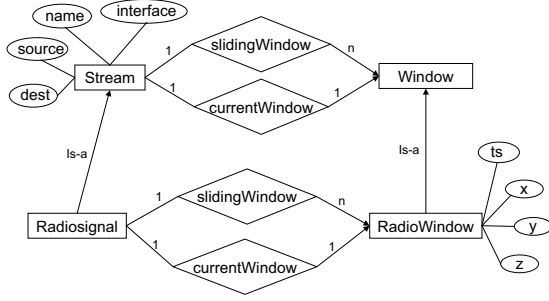 name
interface
source
dest
Stream
1
1
slidingWindow
currentWindow
n
1
Window
Is-a
Is-a
Radiosignal
1
1
slidingWindow
currentWindow
n
1
RadioWindow
ts
x
y
z